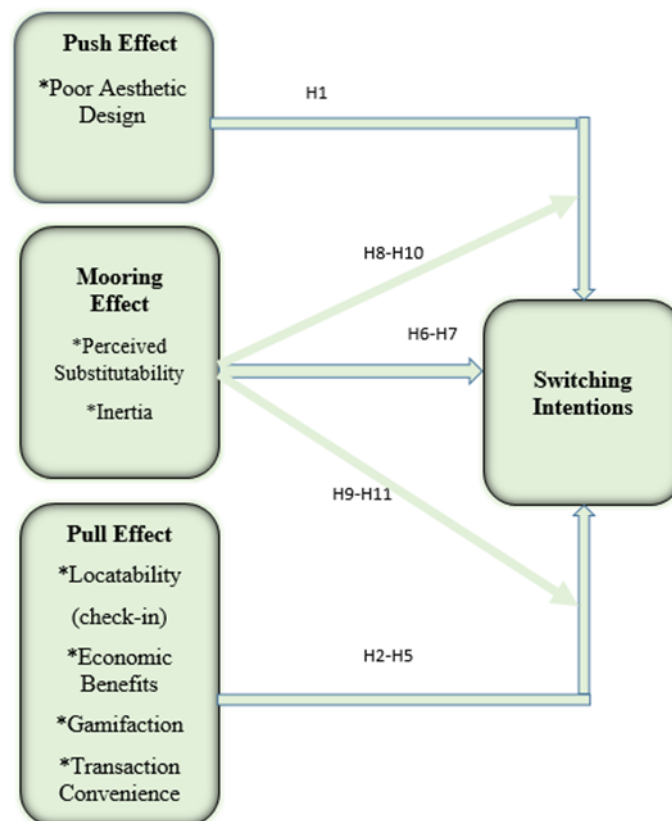 Push Effect
*Poor Aesthetic
Design
H1
H8-H10
Mooring
Effect
*Perceived
Substitutability
*Inertia
H6-H7
Switching
Intentions
H9-H11
Pull Effect
*Locatability
(check-in)
*Economic
Benefits
*Gamifaction
*Transaction
Convenience
H2-H5